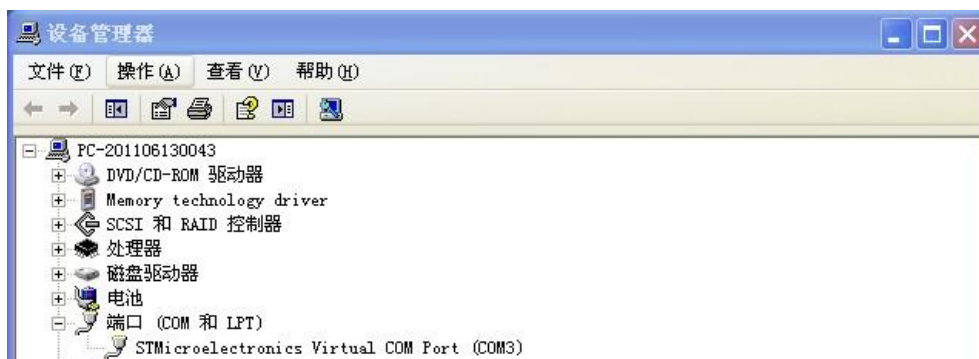 设备管理器
文件(F) 操作(A) 查看(V) 帮助(H)
PC-201106130043
DVD/CD-ROM 驱动器
Memory technology driver
SCSI 和 RAID 控制器
处理器
磁盘驱动器
电池
端口 (COM 和 LPT)
STMicroelectronics Virtual COM Port (COM3)